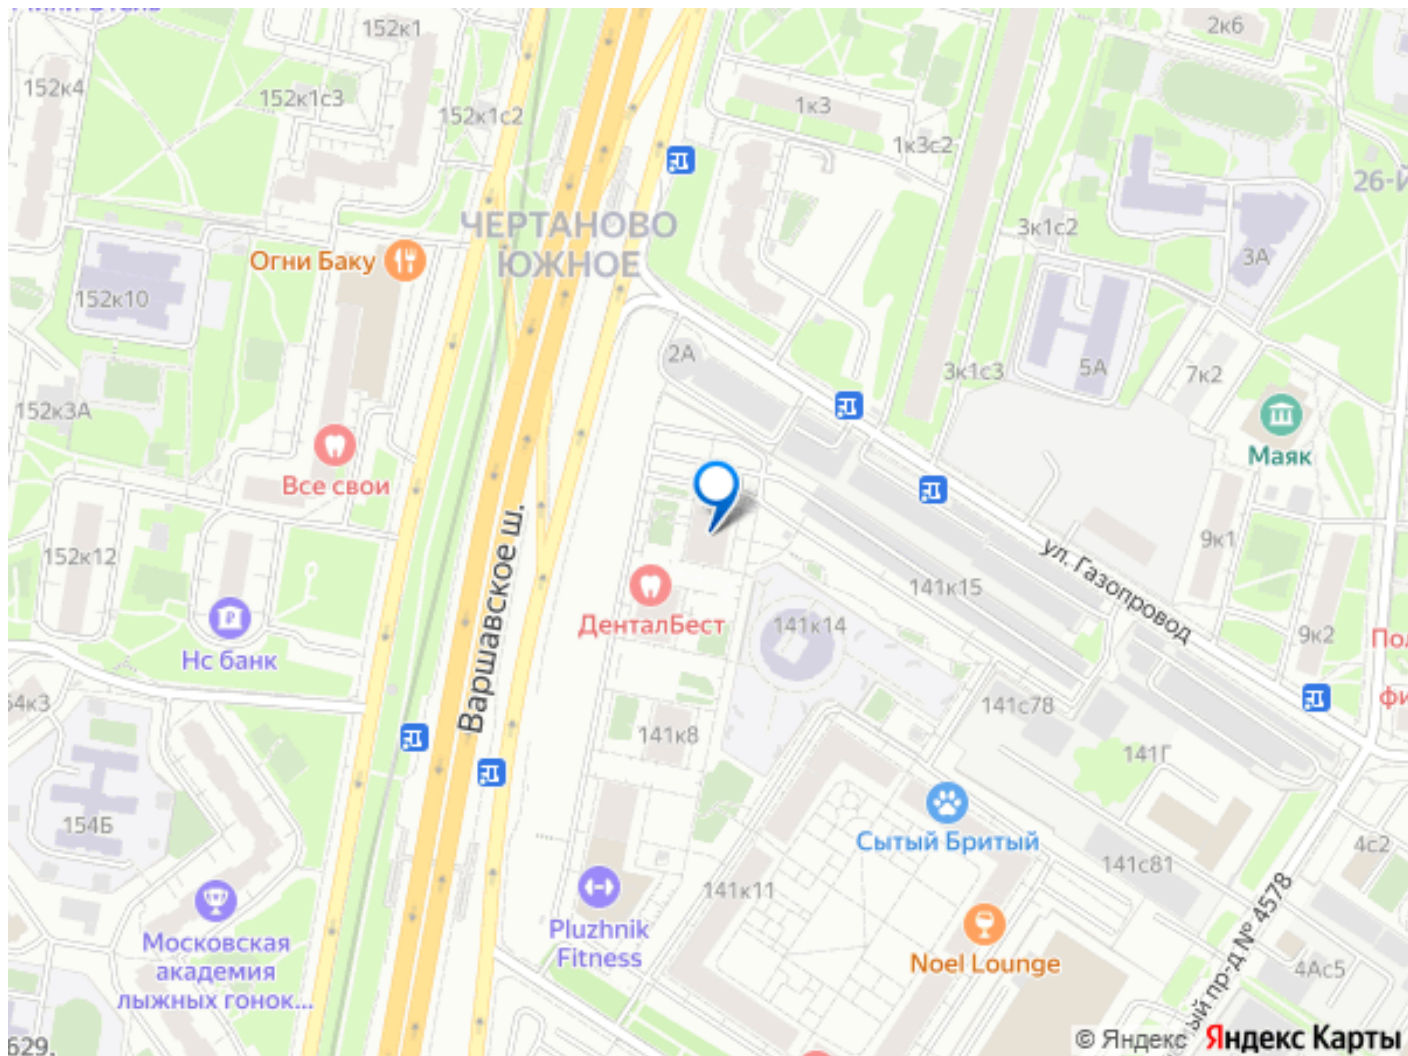 152к1
2к6
152к4
152к1с3
152к1с2
1к3
1к3с2
26-Й
ЧЕРТАНОВО
ЮЖНОЕ
3к1с2
3А
Огни Баку
152к10
2А
3к1с3
5А
7к2
152к3А
Маяк
Все свои
Варшавское ш.
152к12
ул. Газопровод
9к1
141к15
ДенталБест
141к14
9к2
Нс банк
64к3
141с78
141к8
141Г
154Б
Сытый Бритый
4с2
141с81
141к11
Pluzhnik
Fitness
Московская
академия
лыжных гонок...
Noel Lounge
4Ас5
ый пр-д № 4578
629.
© Яндекс Яндекс Карты